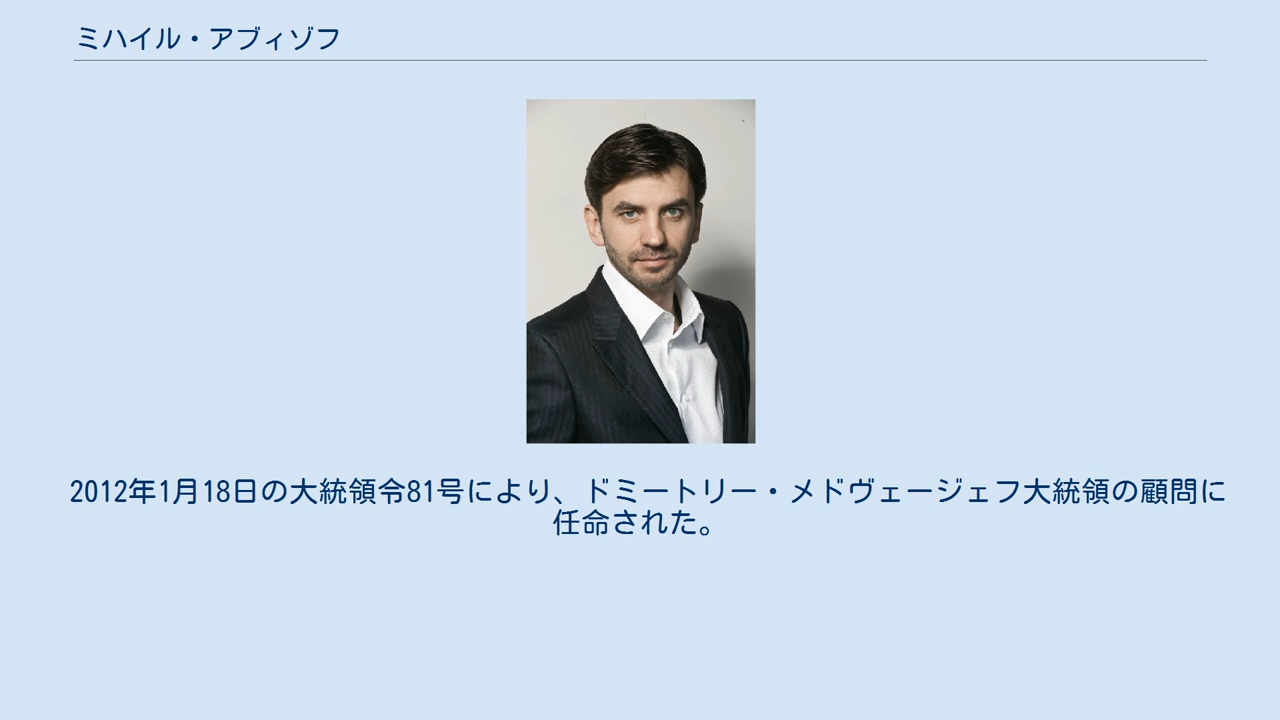 ミハイル・アブィゾフ
2012年1月18日の大統領令81号により、ドミートリー・メドヴェージェフ大統領の顧問に
任命された。